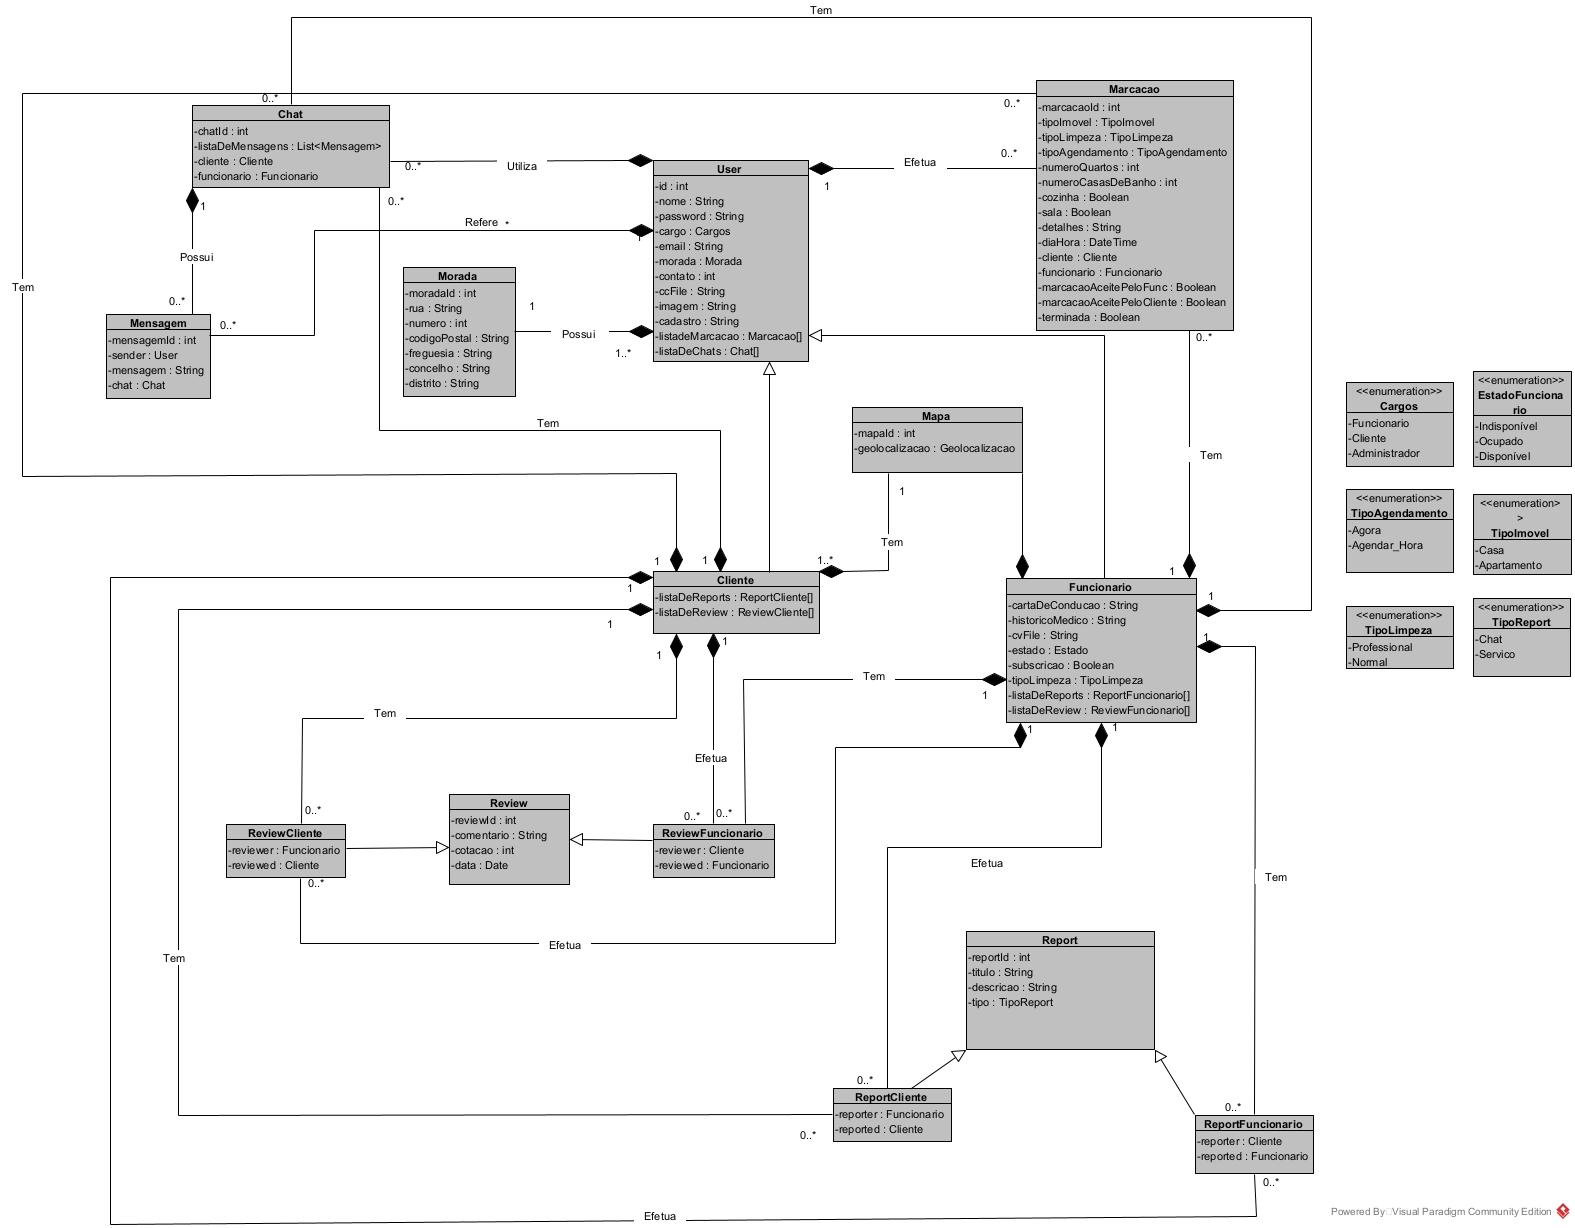 Tem
0..*
Chat
-chatId : int
-listaDeMensagens : List<Mensagem>
-cliente : Cliente
-funcionario : Funcionario
0..*
Utiliza
0..*
1
Possui
0..*
Mensagem
-mensagemId : int
-sender : User
-mensagem : String
-chat : Chat
0..*
Refere *
Tem
Morada
-moradaId : int
-rua : String
-numero : int
-codigoPostal : String
-freguesia : String
-concelho : String
-distrito : String
1
Possui
1..*
User
-id : int
-nome : String
-password : String
-cargo : Cargos
-email : String
-morada : Morada
-contato : int
-ccFile : String
-imagem : String
-cadastro : String
-listadeMarcacao : Marcacao[]
-listaDeChats : Chat[]
1
Efetua
0..*
0..*
Marcacao
-marcacaoId : int
-tipoImovel : TipoImovel
-tipoLimpeza : TipoLimpeza
-tipoAgendamento : TipoAgendamento
-numeroQuartos : int
-numeroCasasDeBanho : int
-cozinha : Boolean
-sala : Boolean
-detalhes : String
-diaHora : DateTime
-cliente : Cliente
-funcionario : Funcionario
-marcacaoAceitePeloFunc : Boolean
-marcacaoAceitePeloCliente : Boolean
-terminada : Boolean
0..*
Tem
1
<<enumeration>>
Cargos
-Funcionario
-Cliente
-Administrador
<<enumeration>>
EstadoFunciona
rio
-Indisponível
-Ocupado
-Disponível
<<enumeration>>
TipoAgendamento
-Agora
-Agendar_Hora
<<enumeration>
>
TipoImovel
-Casa
-Apartamento
<<enumeration>>
TipoLimpeza
-Professional
-Normal
<<enumeration>>
TipoReport
-Chat
-Servico
Tem
Mapa
-mapaId : int
-geolocalizacao : Geolocalizacao
1
Tem
1..*
1
1
Cliente
-listaDeReports : ReportCliente[]
-listaDeReview : ReviewCliente[]
1
1
1
1
Funcionario
-cartaDeConducao : String
-historicoMedico : String
-cvFile : String
-estado : Estado
-subscricao : Boolean
-tipoLimpeza : TipoLimpeza
-listaDeReports : ReportFuncionario[]
-listaDeReview : ReviewFuncionario[]
1
1
1
1
1
Tem
Tem
Efetua
0..*
0..*
0..*
ReviewCliente
-reviewer : Funcionario
-reviewed : Cliente
0..*
Review
-reviewId : int
-comentario : String
-cotacao : int
-data : Date
ReviewFuncionario
-reviewer : Cliente
-reviewed : Funcionario
Efetua
Tem
Efetua
Tem
Report
-reportId : int
-titulo : String
-descricao : String
-tipo : TipoReport
0..*
ReportCliente
-reporter : Funcionario
-reported : Cliente
0..*
0..*
ReportFuncionario
-reporter : Cliente
-reported : Funcionario
0..*
Efetua
Powered By Visual Paradigm Community Edition